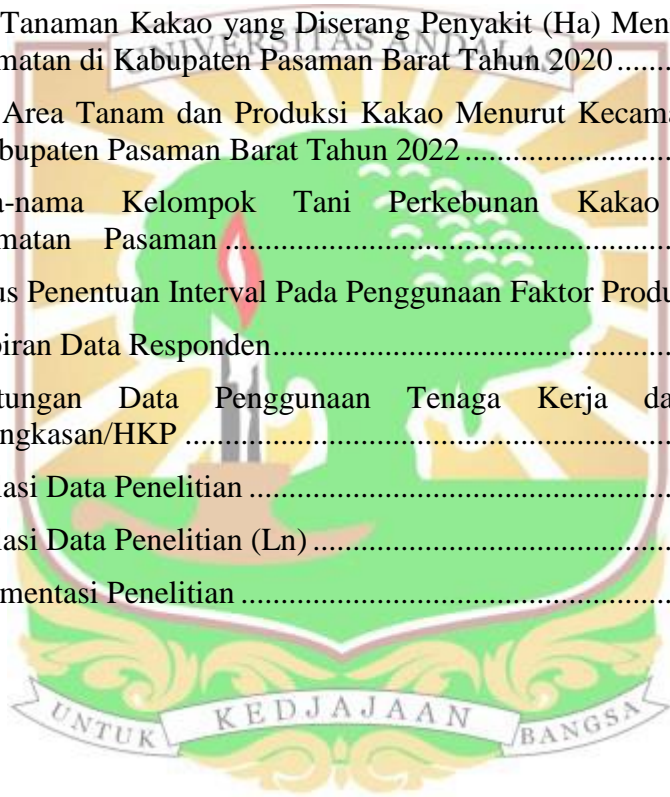 Tanaman Kakao yang Diserang Penyakit (Ha) Men
UNIVERSITAS ANDALAS
matan di Kabupaten Pasaman Barat Tahun 2020 ..........
Area Tanam dan Produksi Kakao Menurut Kecama
bupaten Pasaman Barat Tahun 2022 ..............................
a-nama Kelompok Tani Perkebunan Kakao
matan Pasaman ..............................................................
us Penentuan Interval Pada Penggunaan Faktor Produ
piran Data Responden.......................................................
tungan Data Penggunaan Tenaga Kerja da
ngkasan/HKP ...................................................................
lasi Data Penelitian ..........................................................
lasi Data Penelitian (Ln) .................................................
mentasi Penelitian ...........................................................
UNTUK KEDJAJAAN BANGSA